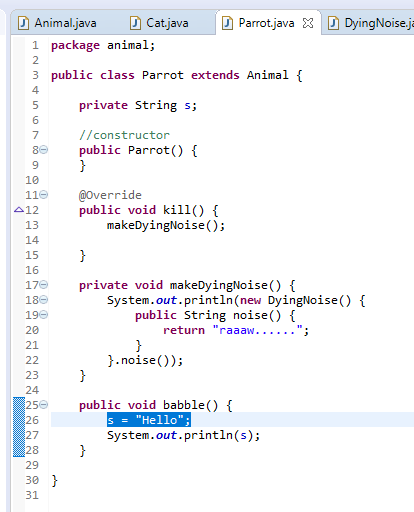 Animal.java Cat.java Parrot.java DyingNoise.ja
1 package animal;
2
3 public class Parrot extends Animal {
4
5 private String s;
6
7 //constructor
8 public Parrot() {
9 }
10
11 @Override
12 public void kill() {
13 makeDyingNoise();
14
15 }
16
17 private void makeDyingNoise() {
18 System.out.println(new DyingNoise() {
19 public String noise() {
20 return "raaaw......";
21 }
22 }.noise());
23 }
24
25 public void babble() {
26 s = "Hello";
27 System.out.println(s);
28 }
29
30 }
31